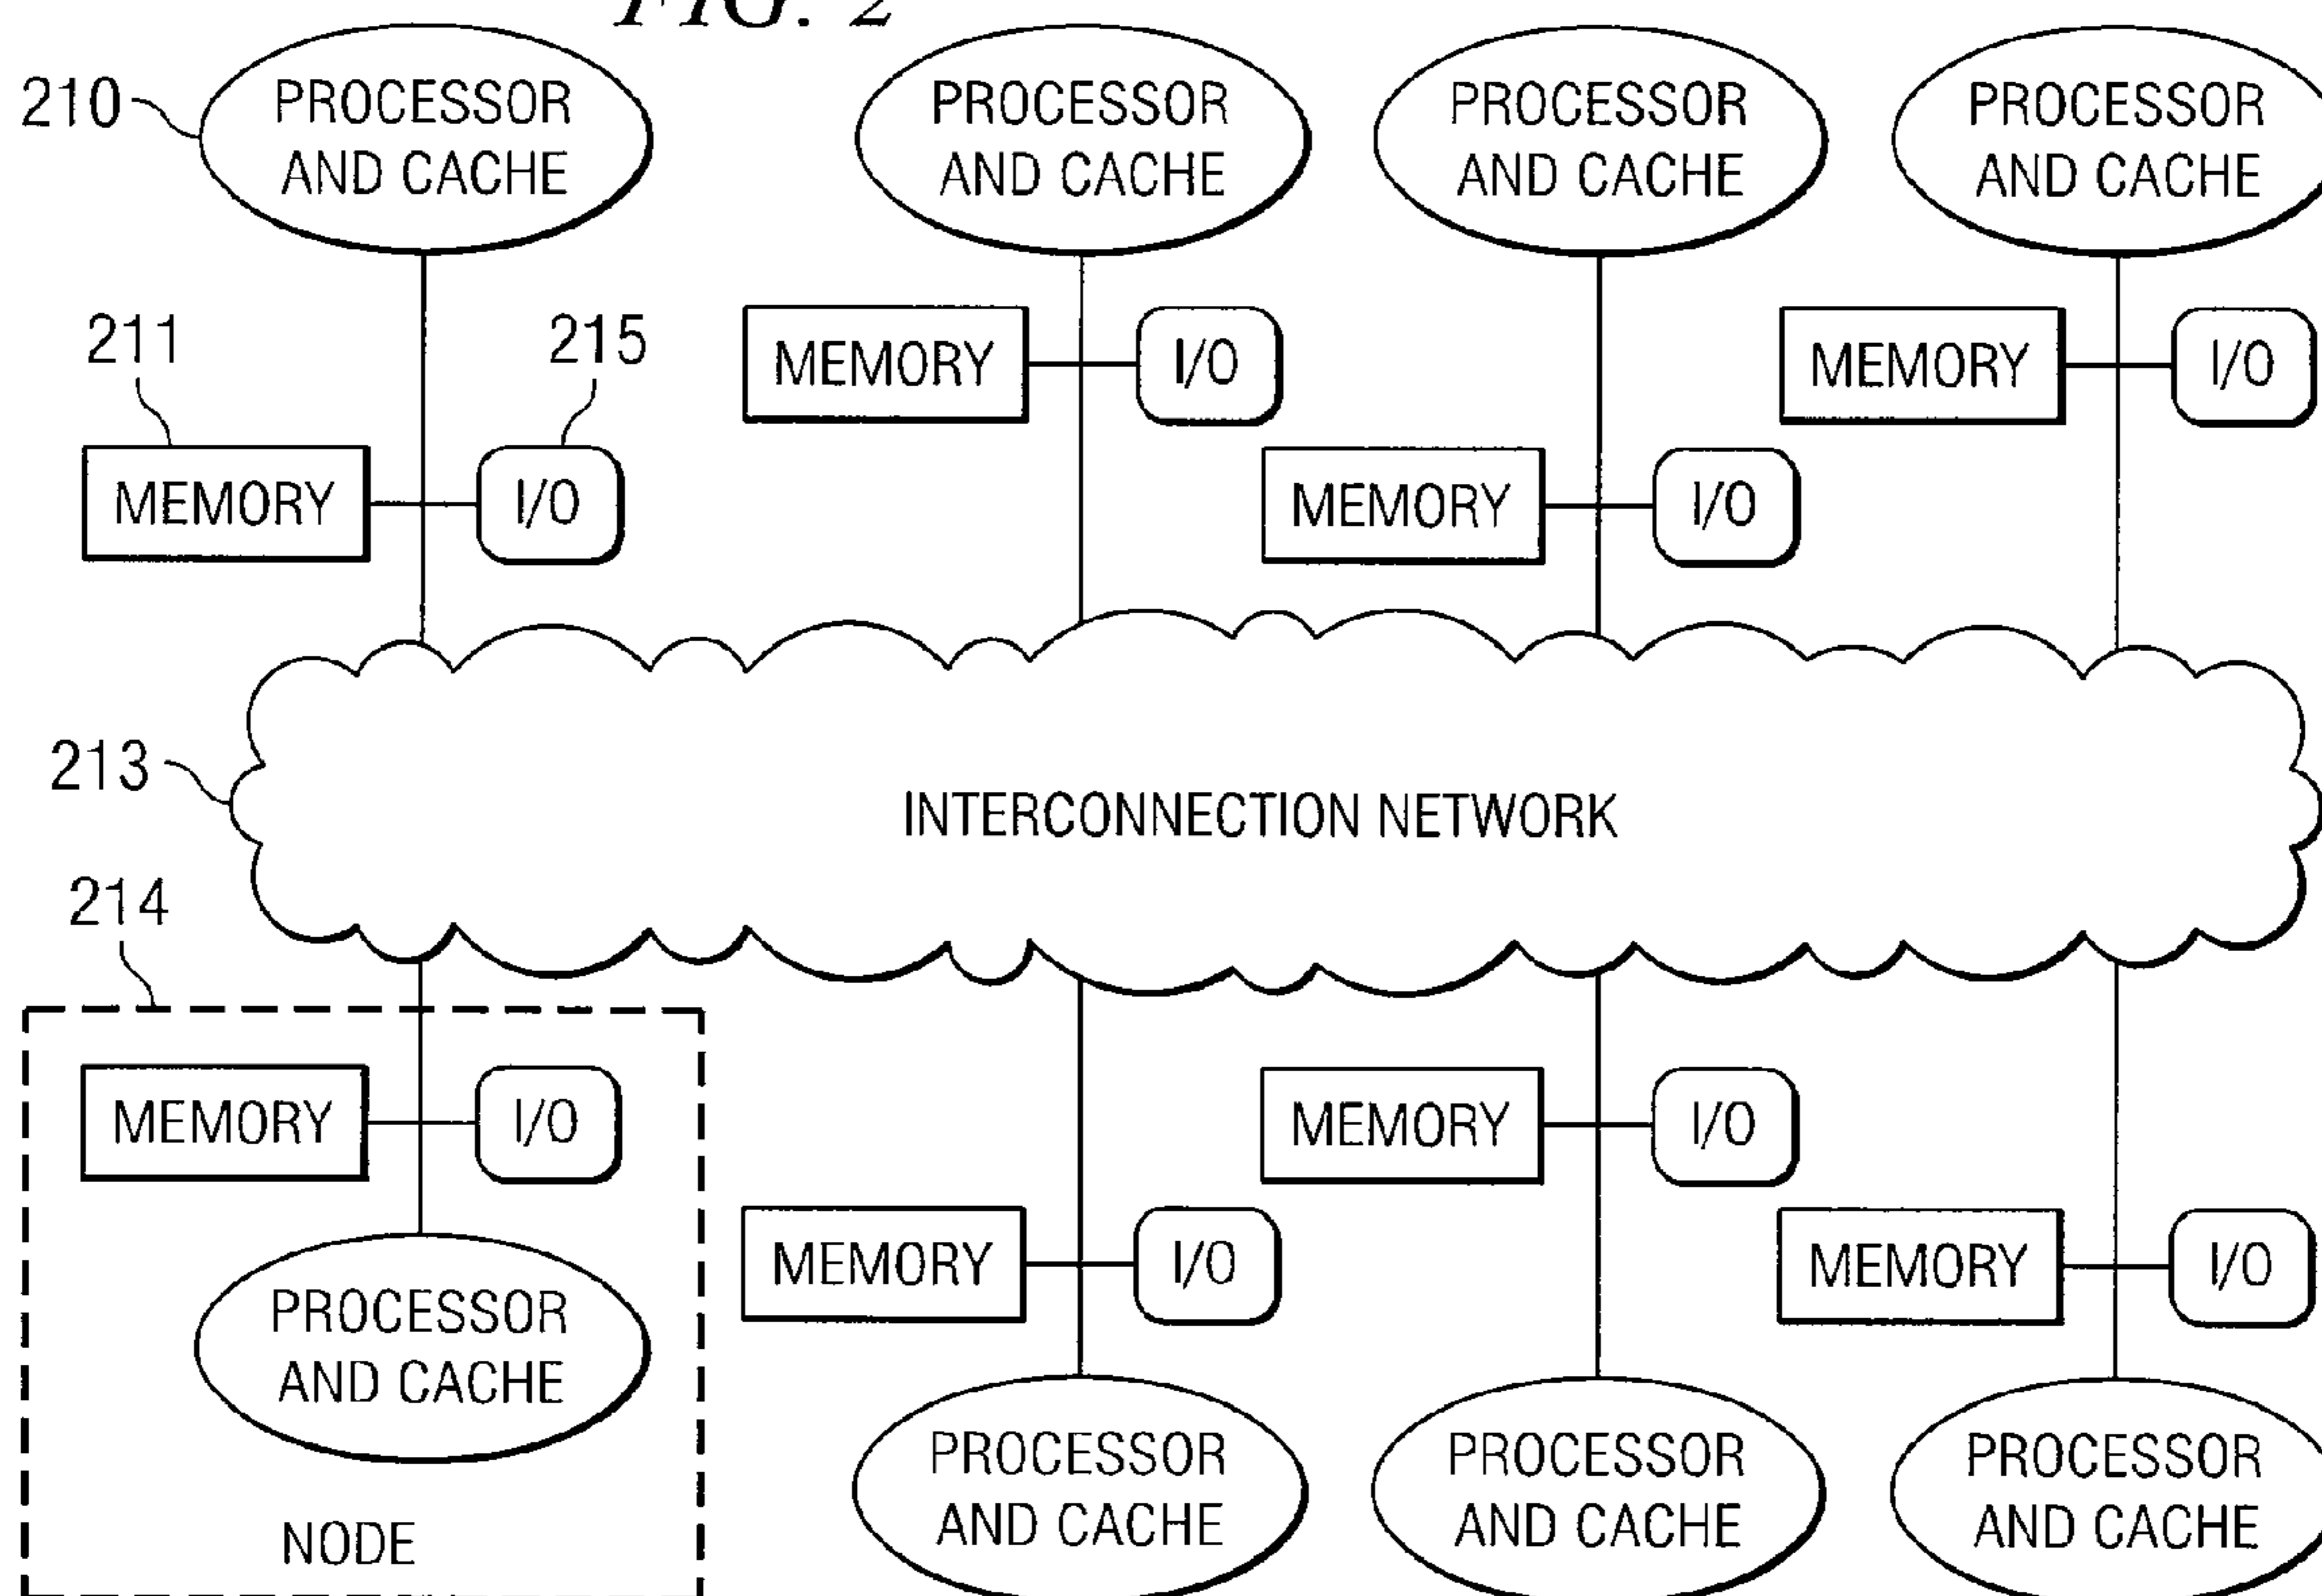 FIG. 2
210
PROCESSOR
AND CACHE
PROCESSOR
AND CACHE
PROCESSOR
AND CACHE
PROCESSOR
AND CACHE
211
215
MEMORY
I/O
MEMORY
I/O
MEMORY
I/O
MEMORY
I/O
213
INTERCONNECTION NETWORK
214
MEMORY
I/O
PROCESSOR
AND CACHE
NODE
MEMORY
I/O
PROCESSOR
AND CACHE
MEMORY
I/O
PROCESSOR
AND CACHE
MEMORY
I/O
PROCESSOR
AND CACHE